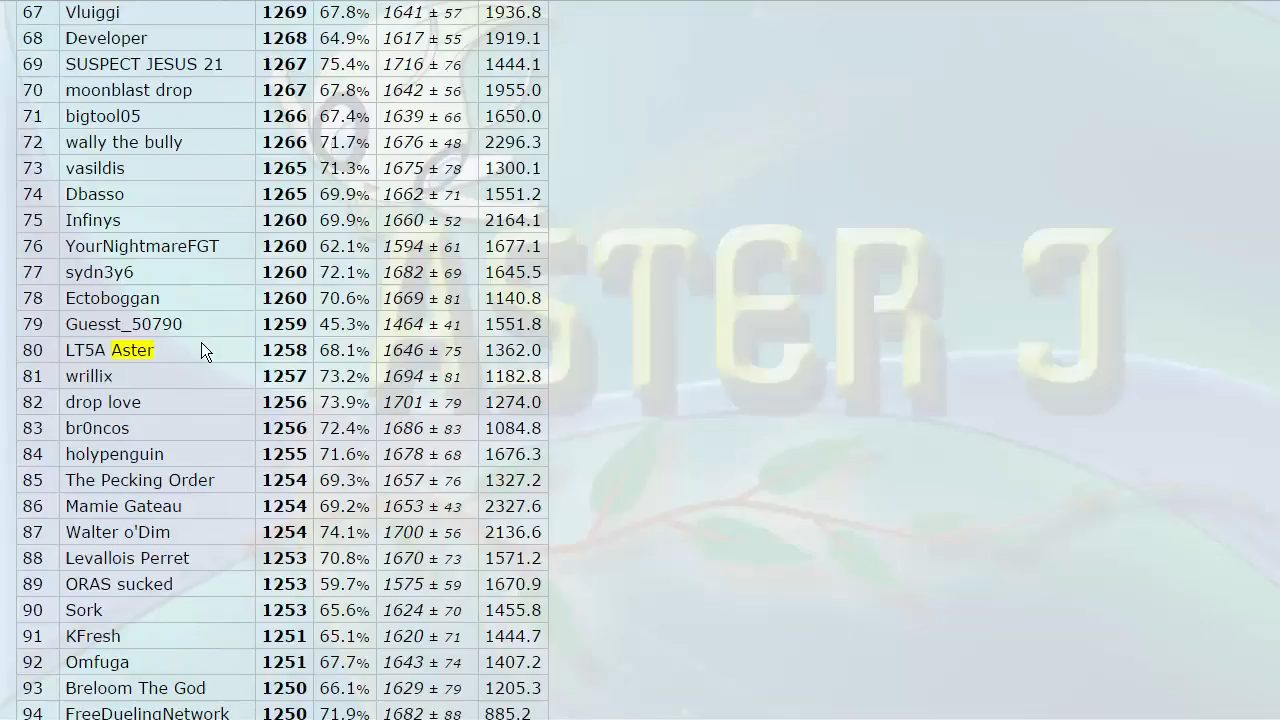 67 Vluiggi 1269 67.8% 1641 ± 57 1936.8
68 Developer 1268 64.9% 1617 ± 55 1919.1
69 SUSPECT JESUS 21 1267 75.4% 1716 ± 76 1444.1
70 moonblast drop 1267 67.8% 1642 ± 56 1955.0
71 bigtool05 1266 67.4% 1639 ± 66 1650.0
72 wally the bully 1266 71.7% 1676 ± 48 2296.3
73 vasildis 1265 71.3% 1675 ± 78 1300.1
74 Dbasso 1265 69.9% 1662 ± 71 1551.2
75 Infinys 1260 69.9% 1660 ± 52 2164.1
76 YourNightmareFGT 1260 62.1% 1594 ± 61 1677.1
77 sydn3y6 1260 72.1% 1682 ± 69 1645.5
78 Ectoboggan 1260 70.6% 1669 ± 81 1140.8
79 Guesst_50790 1259 45.3% 1464 ± 41 1551.8
80 LT5A Aster 1258 68.1% 1646 ± 75 1362.0
81 wrillix 1257 73.2% 1694 ± 81 1182.8
82 drop love 1256 73.9% 1701 ± 79 1274.0
83 br0ncos 1256 72.4% 1686 ± 83 1084.8
84 holypenguin 1255 71.6% 1678 ± 68 1676.3
85 The Pecking Order 1254 69.3% 1657 ± 76 1327.2
86 Mamie Gateau 1254 69.2% 1653 ± 43 2327.6
87 Walter o'Dim 1254 74.1% 1700 ± 56 2136.6
88 Levallois Perret 1253 70.8% 1670 ± 73 1571.2
89 ORAS sucked 1253 59.7% 1575 ± 59 1670.9
90 Sork 1253 65.6% 1624 ± 70 1455.8
91 KFresh 1251 65.1% 1620 ± 71 1444.7
92 Omfuga 1251 67.7% 1643 ± 74 1407.2
93 Breloom The God 1250 66.1% 1629 ± 79 1205.3
94 FreeDuelingNetwork 1250 71.9% 1682 ± 88 885.2
ASTER J